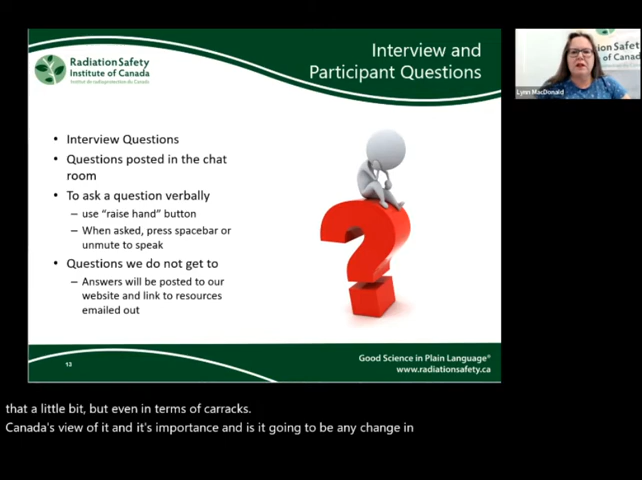 Radiation Safety
Institute of Canada
Institut de radioprotection du Canada
Interview and
Participant Questions
on Safet
of Canad
Lynn MacDonald
• Interview Questions
• Questions posted in the chat
room
• To ask a question verbally
– use “raise hand” button
– When asked, press spacebar or
unmute to speak
• Questions we do not get to
– Answers will be posted to our
website and link to resources
emailed out
13
Good Science in Plain Language®
www.radiationsafety.ca
that a little bit, but even in terms of carracks.
Canada's view of it and it's importance and is it going to be any change in